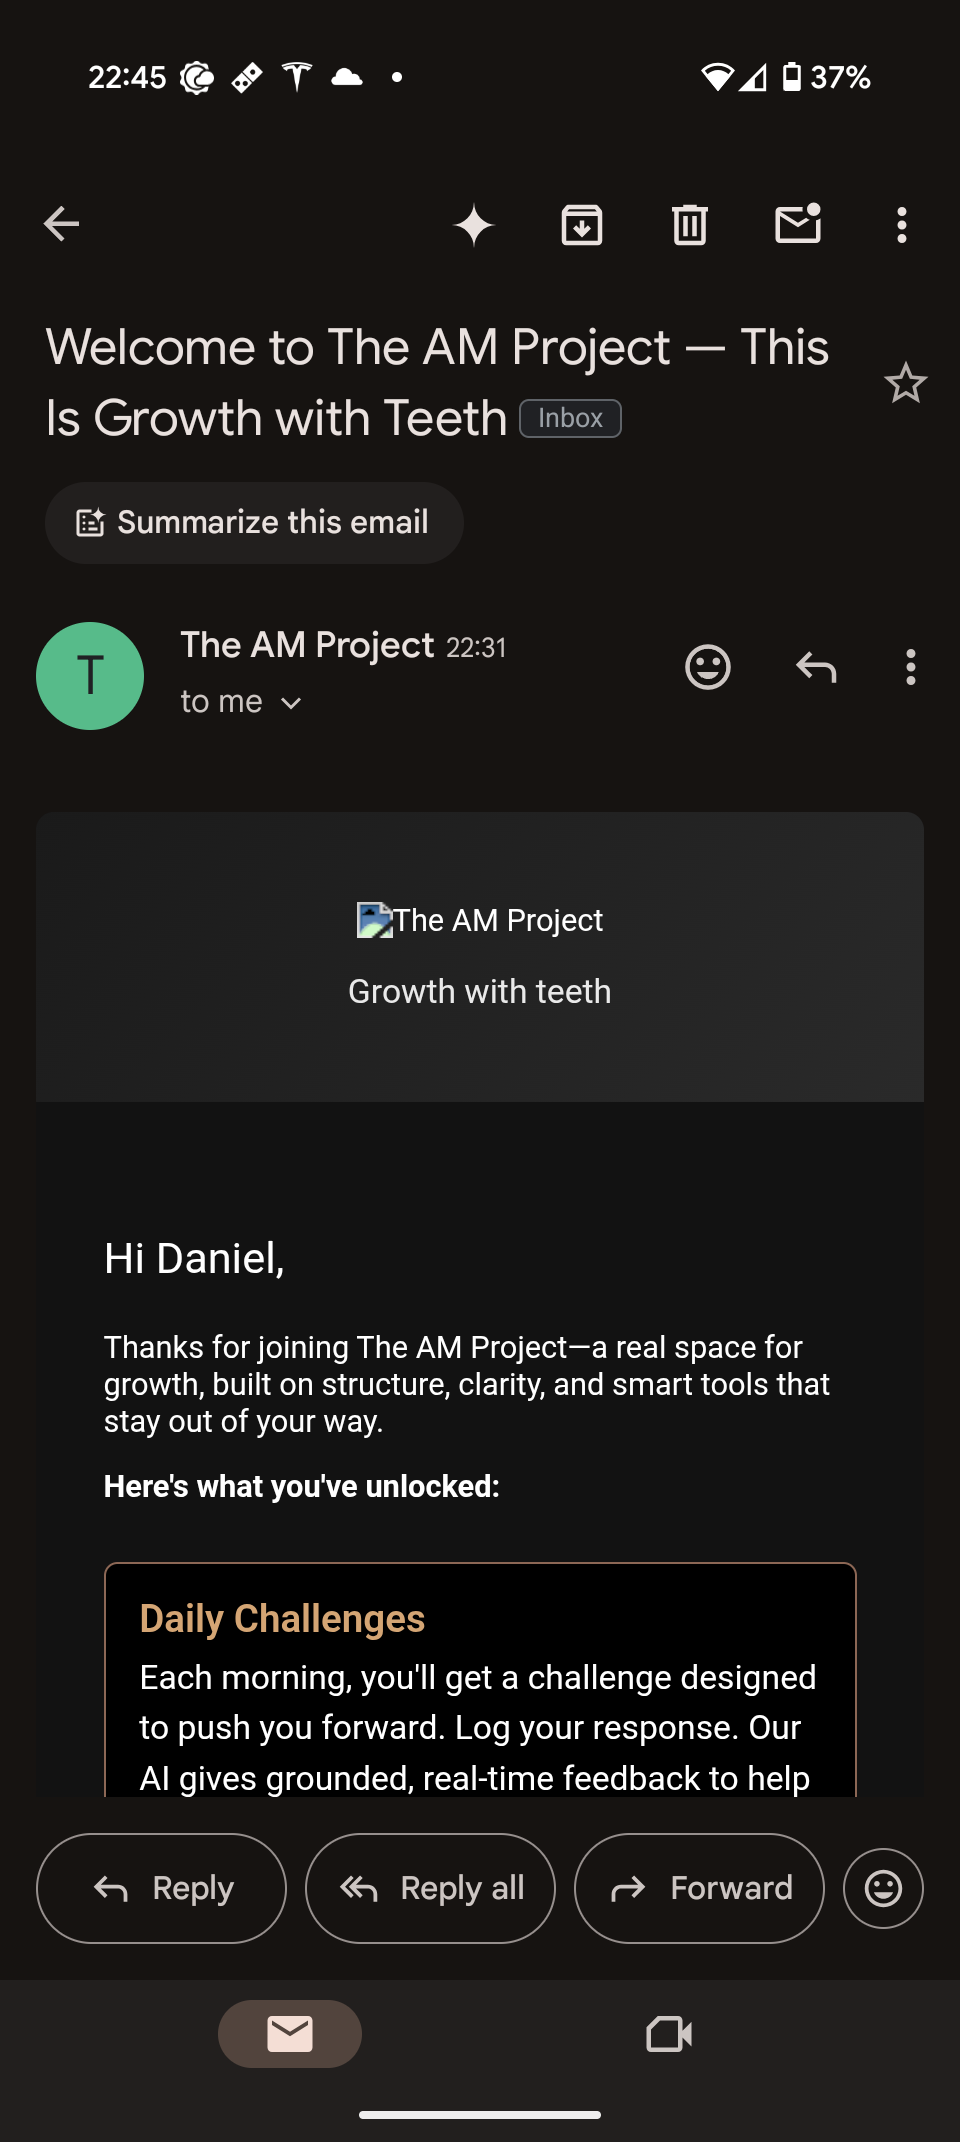 22:45
37%
Welcome to The AM Project — This
Is Growth with Teeth Inbox
Summarize this email
T
The AM Project 22:31
to me
The AM Project
Growth with teeth
Hi Daniel,
Thanks for joining The AM Project—a real space for
growth, built on structure, clarity, and smart tools that
stay out of your way.
Here's what you've unlocked:
Daily Challenges
Each morning, you'll get a challenge designed
to push you forward. Log your response. Our
AI gives grounded, real-time feedback to help
Reply
Reply all
Forward